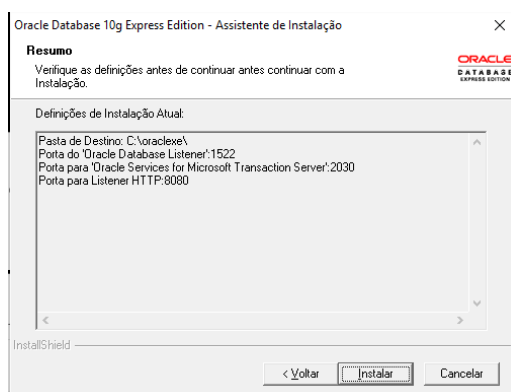 Oracle Database 10g Express Edition - Assistente de Instalação
Resumo
Verifique as definições antes de continuar antes continuar com a
Instalação.
ORACLE
DATABASE
EXPRESS EDITION
Definições de Instalação Atual:
Pasta de Destino: C:\oraclexe\
Porta do 'Oracle Database Listener':1522
Porta para 'Oracle Services for Microsoft Transaction Server':2030
Porta para Listener HTTP:8080
InstallShield
< Voltar
Instalar
Cancelar